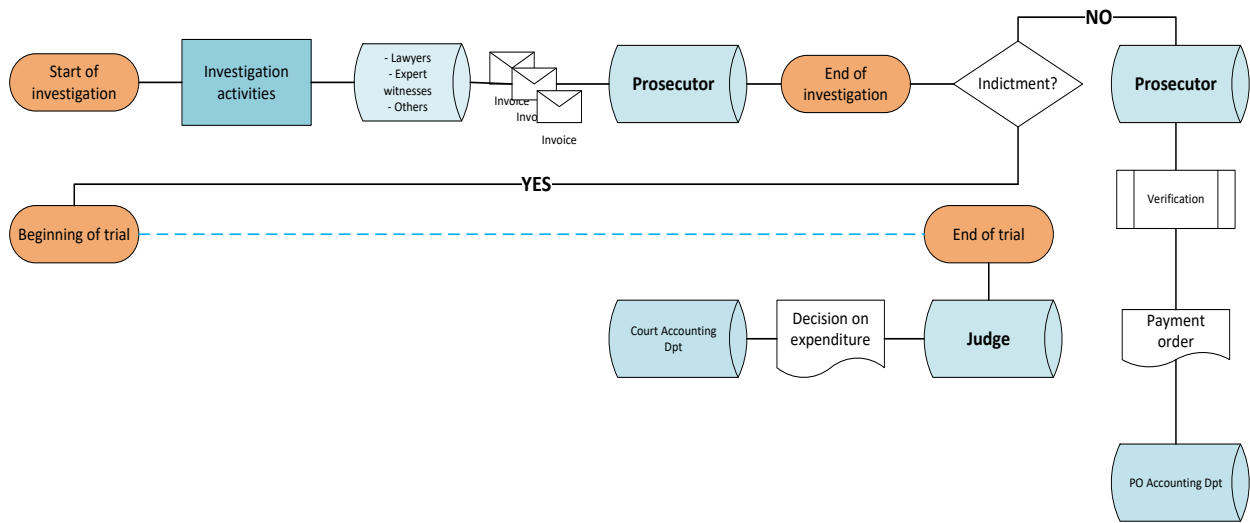 NO
Start of
investigation
Investigation
activities
- Lawyers
- Expert
witnesses
- Others
Invoice
Invoice
Prosecutor
End of
investigation
Indictment?
Prosecutor
YES
Verification
Beginning of trial
End of trial
Court Accounting
Dpt
Decision on
expenditure
Judge
Payment
order
PO Accounting Dpt